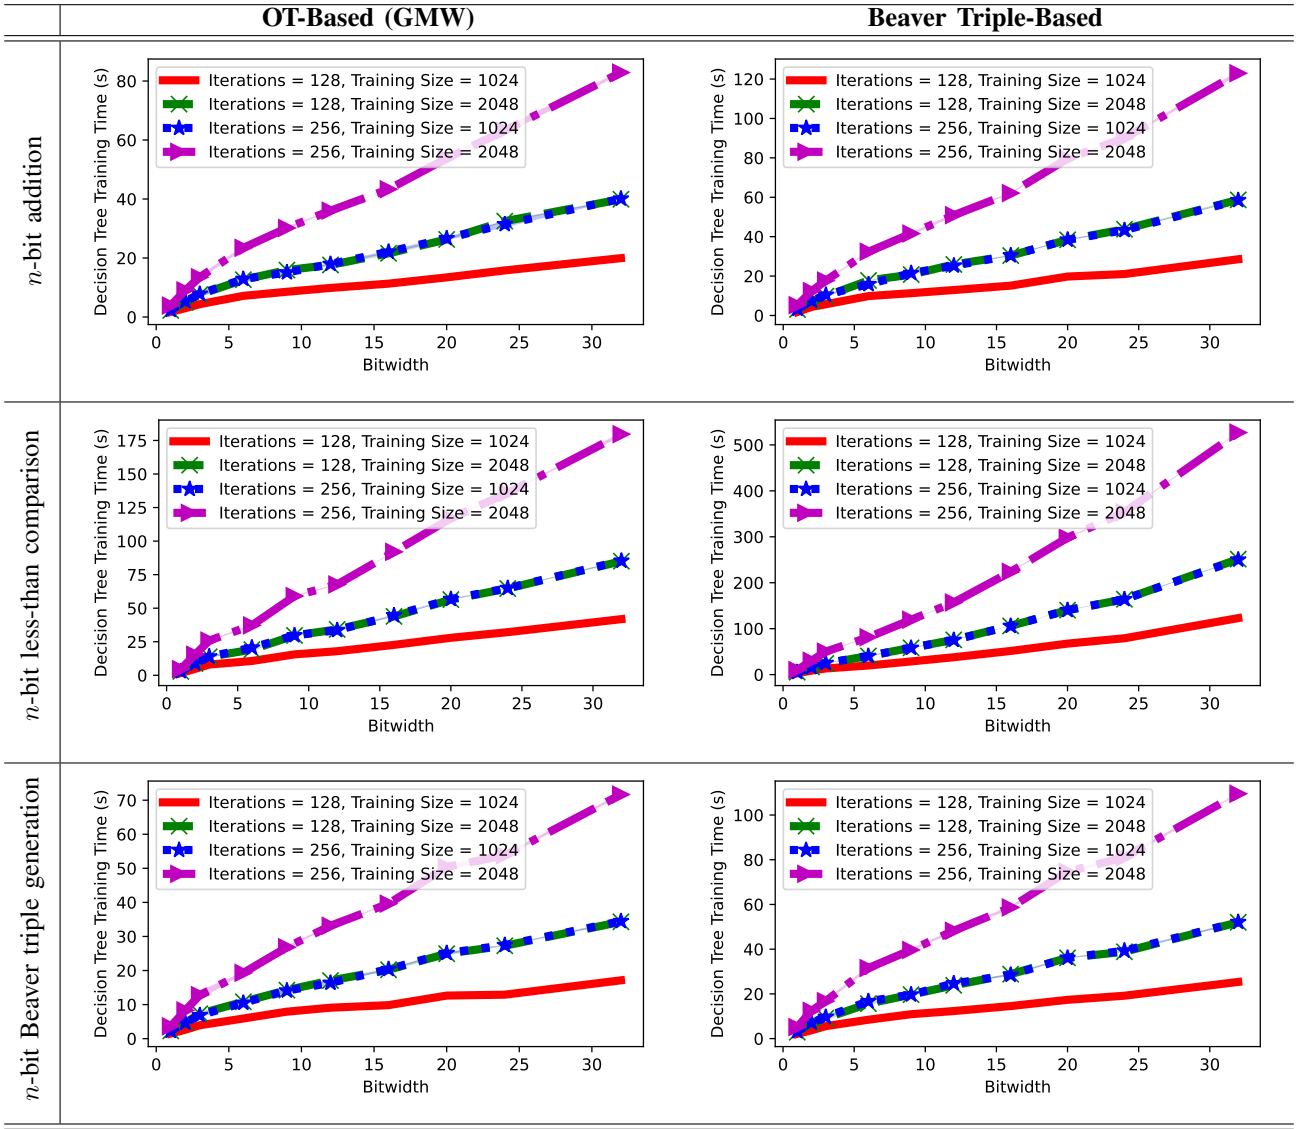 OT-Based (GMW)
Beaver Triple-Based
n-bit addition
Decision Tree Training Time (s)
80
60
40
20
0
Iterations = 128, Training Size = 1024
Iterations = 128, Training Size = 2048
Iterations = 256, Training Size = 1024
Iterations = 256, Training Size = 2048
0 5 10 15 20 25 30
Bitwidth
Decision Tree Training Time (s)
120
100
80
60
40
20
0
Iterations = 128, Training Size = 1024
Iterations = 128, Training Size = 2048
Iterations = 256, Training Size = 1024
Iterations = 256, Training Size = 2048
0 5 10 15 20 25 30
Bitwidth
n-bit less-than comparison
Decision Tree Training Time (s)
175
150
125
100
75
50
25
0
Iterations = 128, Training Size = 1024
Iterations = 128, Training Size = 2048
Iterations = 256, Training Size = 1024
Iterations = 256, Training Size = 2048
0 5 10 15 20 25 30
Bitwidth
Decision Tree Training Time (s)
500
400
300
200
100
0
Iterations = 128, Training Size = 1024
Iterations = 128, Training Size = 2048
Iterations = 256, Training Size = 1024
Iterations = 256, Training Size = 2048
0 5 10 15 20 25 30
Bitwidth
n-bit Beaver triple generation
Decision Tree Training Time (s)
70
60
50
40
30
20
10
0
Iterations = 128, Training Size = 1024
Iterations = 128, Training Size = 2048
Iterations = 256, Training Size = 1024
Iterations = 256, Training Size = 2048
0 5 10 15 20 25 30
Bitwidth
Decision Tree Training Time (s)
100
80
60
40
20
0
Iterations = 128, Training Size = 1024
Iterations = 128, Training Size = 2048
Iterations = 256, Training Size = 1024
Iterations = 256, Training Size = 2048
0 5 10 15 20 25 30
Bitwidth